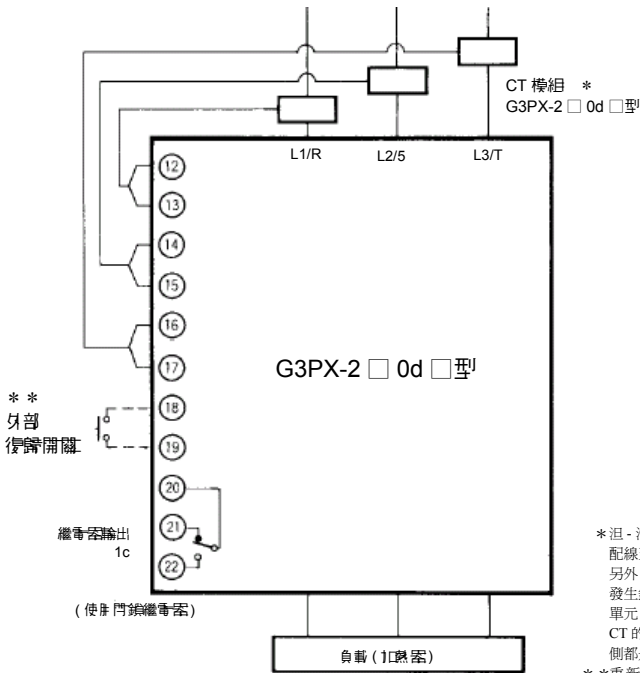 CT 模組 *
G3PX-2 □ 0d □型
L1/R
L2/5
L3/T
12
13
14
15
16
17
18
19
20
21
22
G3PX-2 □ 0d □型
* *
外部
復歸開關
繼電器輸出
1c
(使用門鎖繼電器)
負載(加熱器)
配線
另外
發生
單元
CT 的
側都